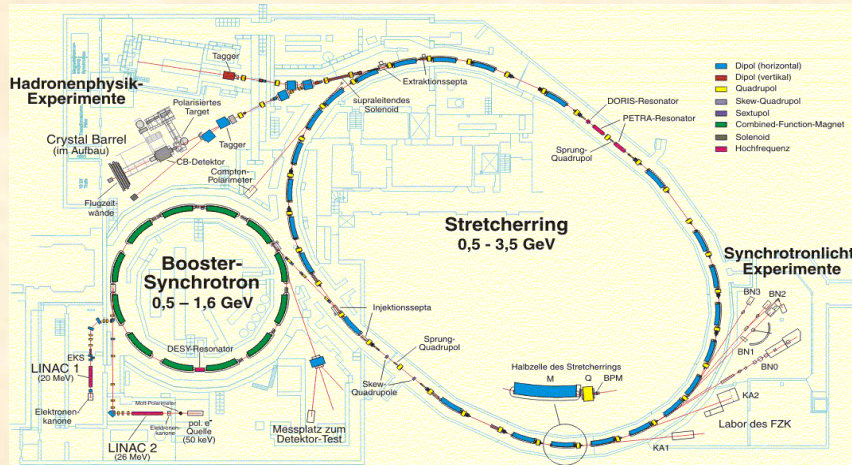 Hadronenphysik-
Experimente
Tagger
Polarisiertes
Target
Crystal Barrel
(im Aufbau)
CB-Detektor
Tagger
Compton-
Polarimeter
Flugzeit-
wände
Extraktionssepta
supraleitendes
Solenoid
DORIS-Resonator
PETRA-Resonator
Sprung-
Quadrupol
Dipol (horizontal)
Dipol (vertikal)
Quadrupol
Skew-Quadrupol
Sextupol
Combined-Function-Magnet
Solenoid
Hochfrequenz
Stretcherring
0,5 - 3,5 GeV
Booster-
Synchrotron
0,5 – 1,6 GeV
DESY-Resonator
Injektionssepta
Sprung-
Quadrupol
Skew-
Quadrupole
Synchrotronlicht
Experimente
BN3
BN2
BN1
BN0
KA2
KA1
Labor des FZK
Halbzelle des Stretcherrings
M
Q
BPM
EKS
LINAC 1
(20 MeV)
Elektronen-
kanone
Mott-Polarimeter
Elektronen-
kanone
pol. e-
Quelle
(50 keV)
LINAC 2
(26 MeV)
Messplatz zum
Detektor-Test